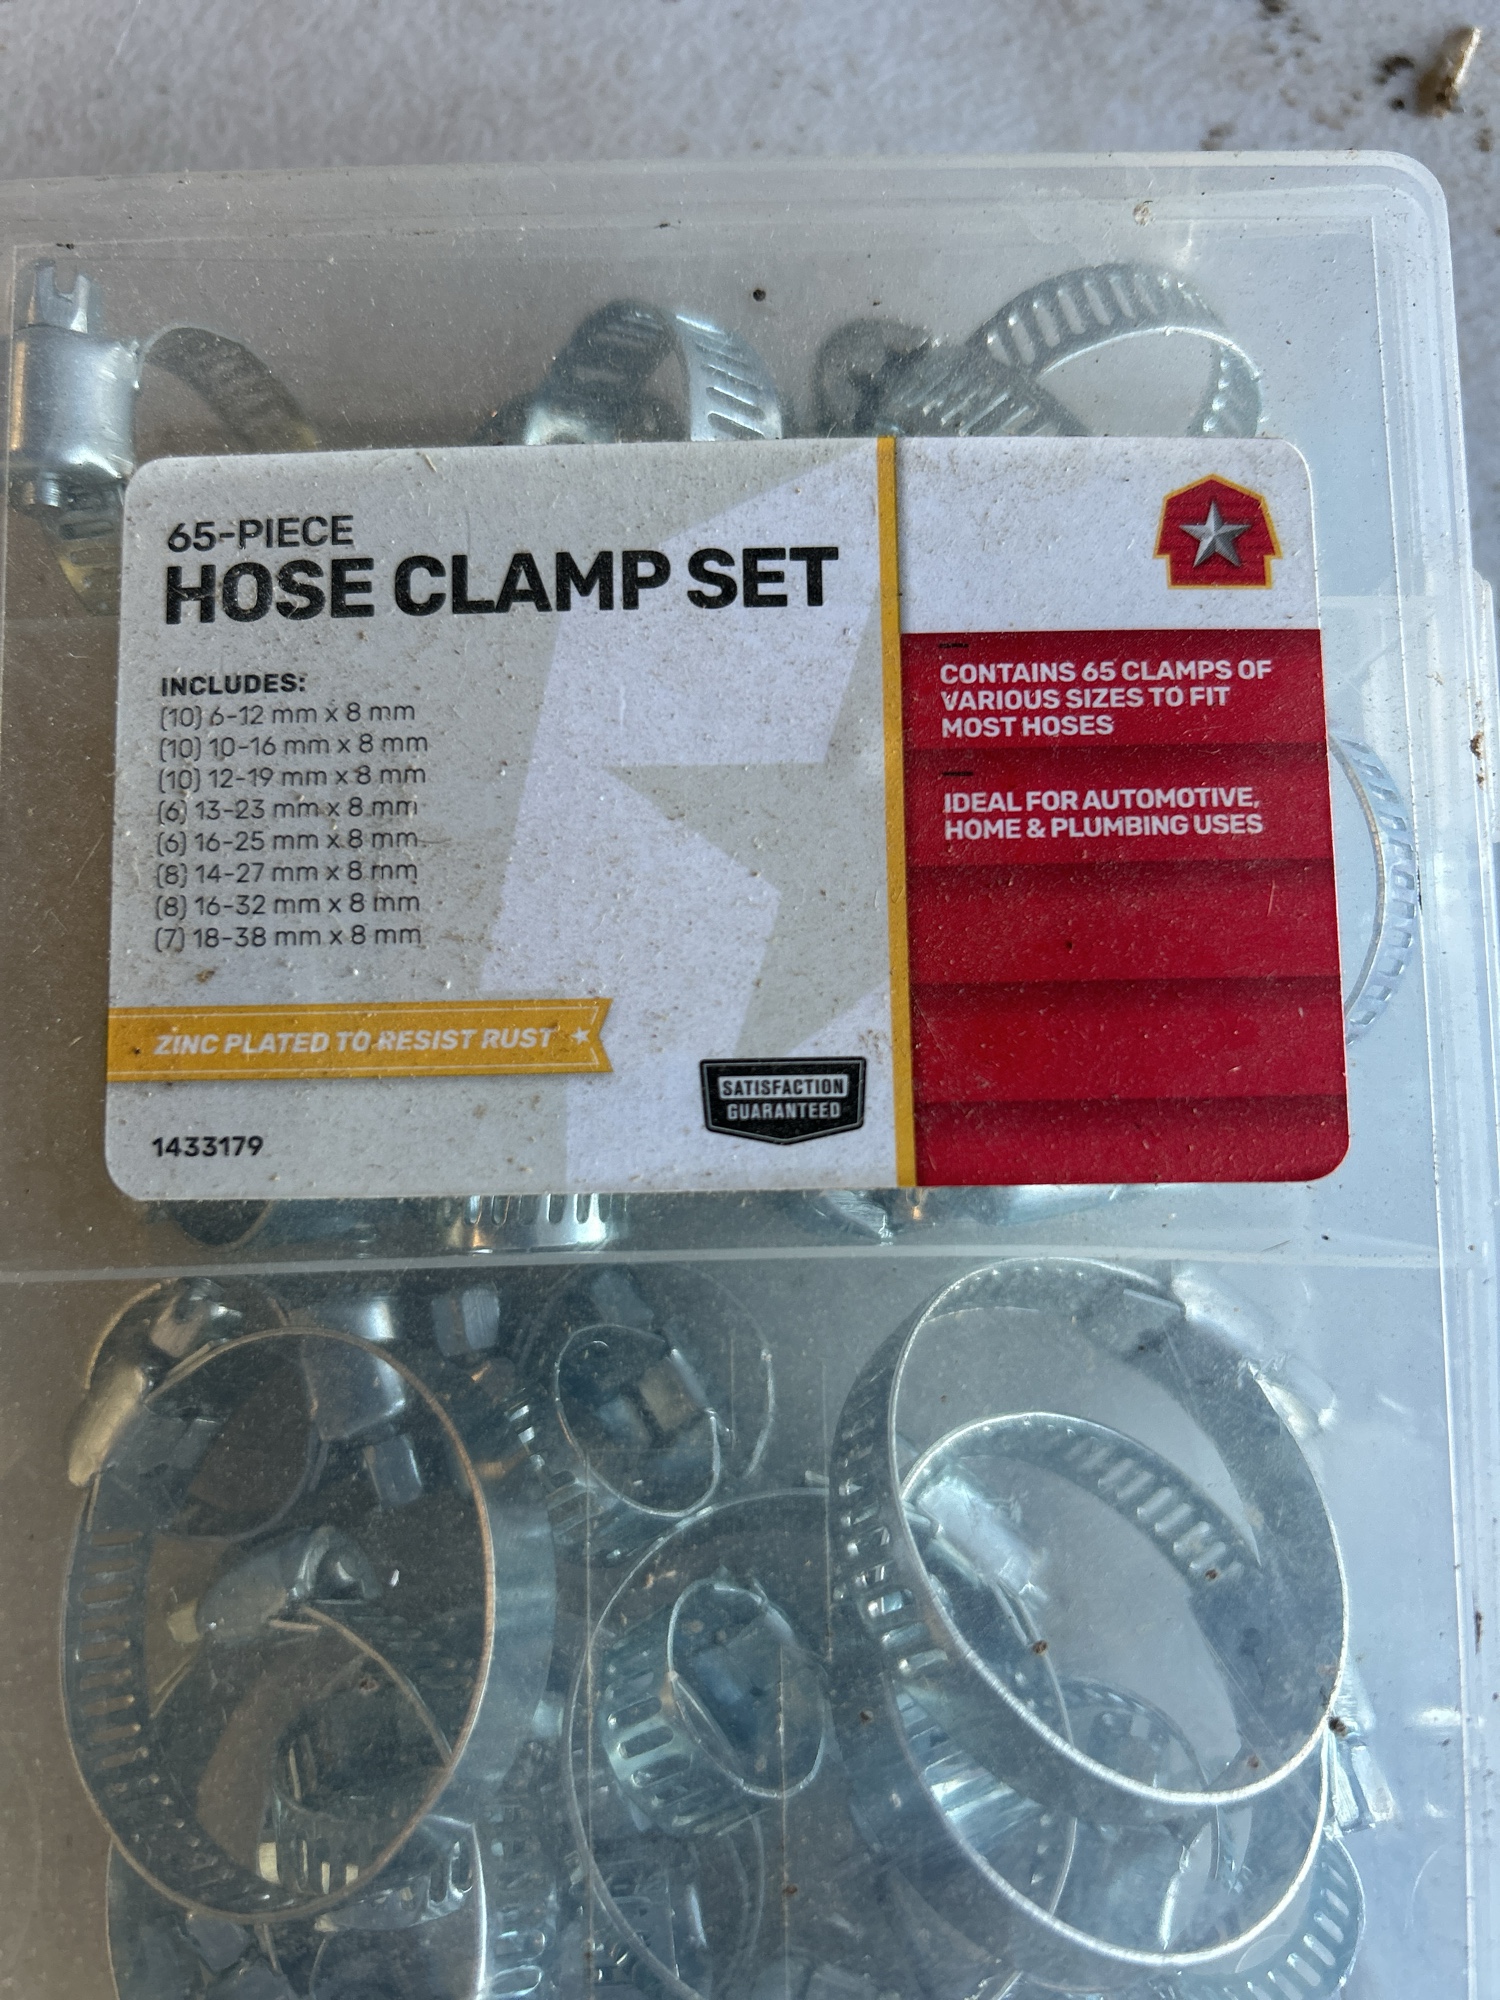 65-PIECE
HOSE CLAMP SET
INCLUDES:
(10) 6-12 mm x 8 mm
(10) 10-16 mm x 8 mm
(10) 12-19 mm x 8 mm
(6) 13-23 mm x 8 mm
(6) 16-25 mm x 8 mm
(8) 14-27 mm x 8 mm
(8) 16-32 mm x 8 mm
(7) 18-38 mm x 8 mm
ZINC PLATED TO RESIST RUST
1433179
SATISFACTION
GUARANTEED
CONTAINS 65 CLAMPS OF
VARIOUS SIZES TO FIT
MOST HOSES
IDEAL FOR AUTOMOTIVE,
HOME & PLUMBING USES